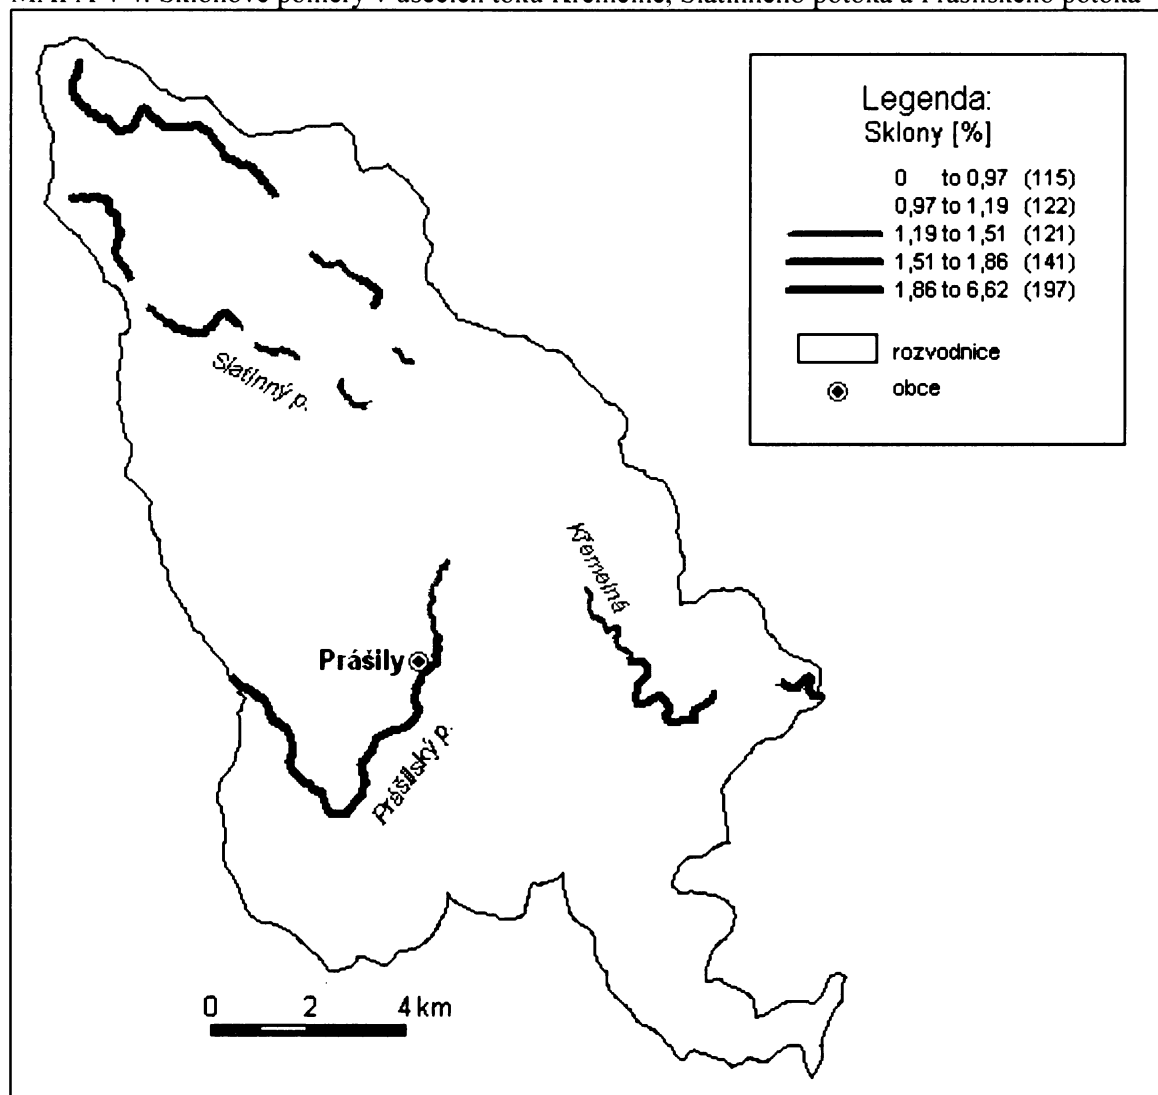 Legenda:
Sklony [%]
0 to 0,97 (115)
0,97 to 1,19 (122)
1,19 to 1,51 (121)
1,51 to 1,86 (141)
1,86 to 6,62 (197)
rozvodnice
obce
Slatinný p.
Křemelná
Prášily
Prášilský p.
0 2 4 km